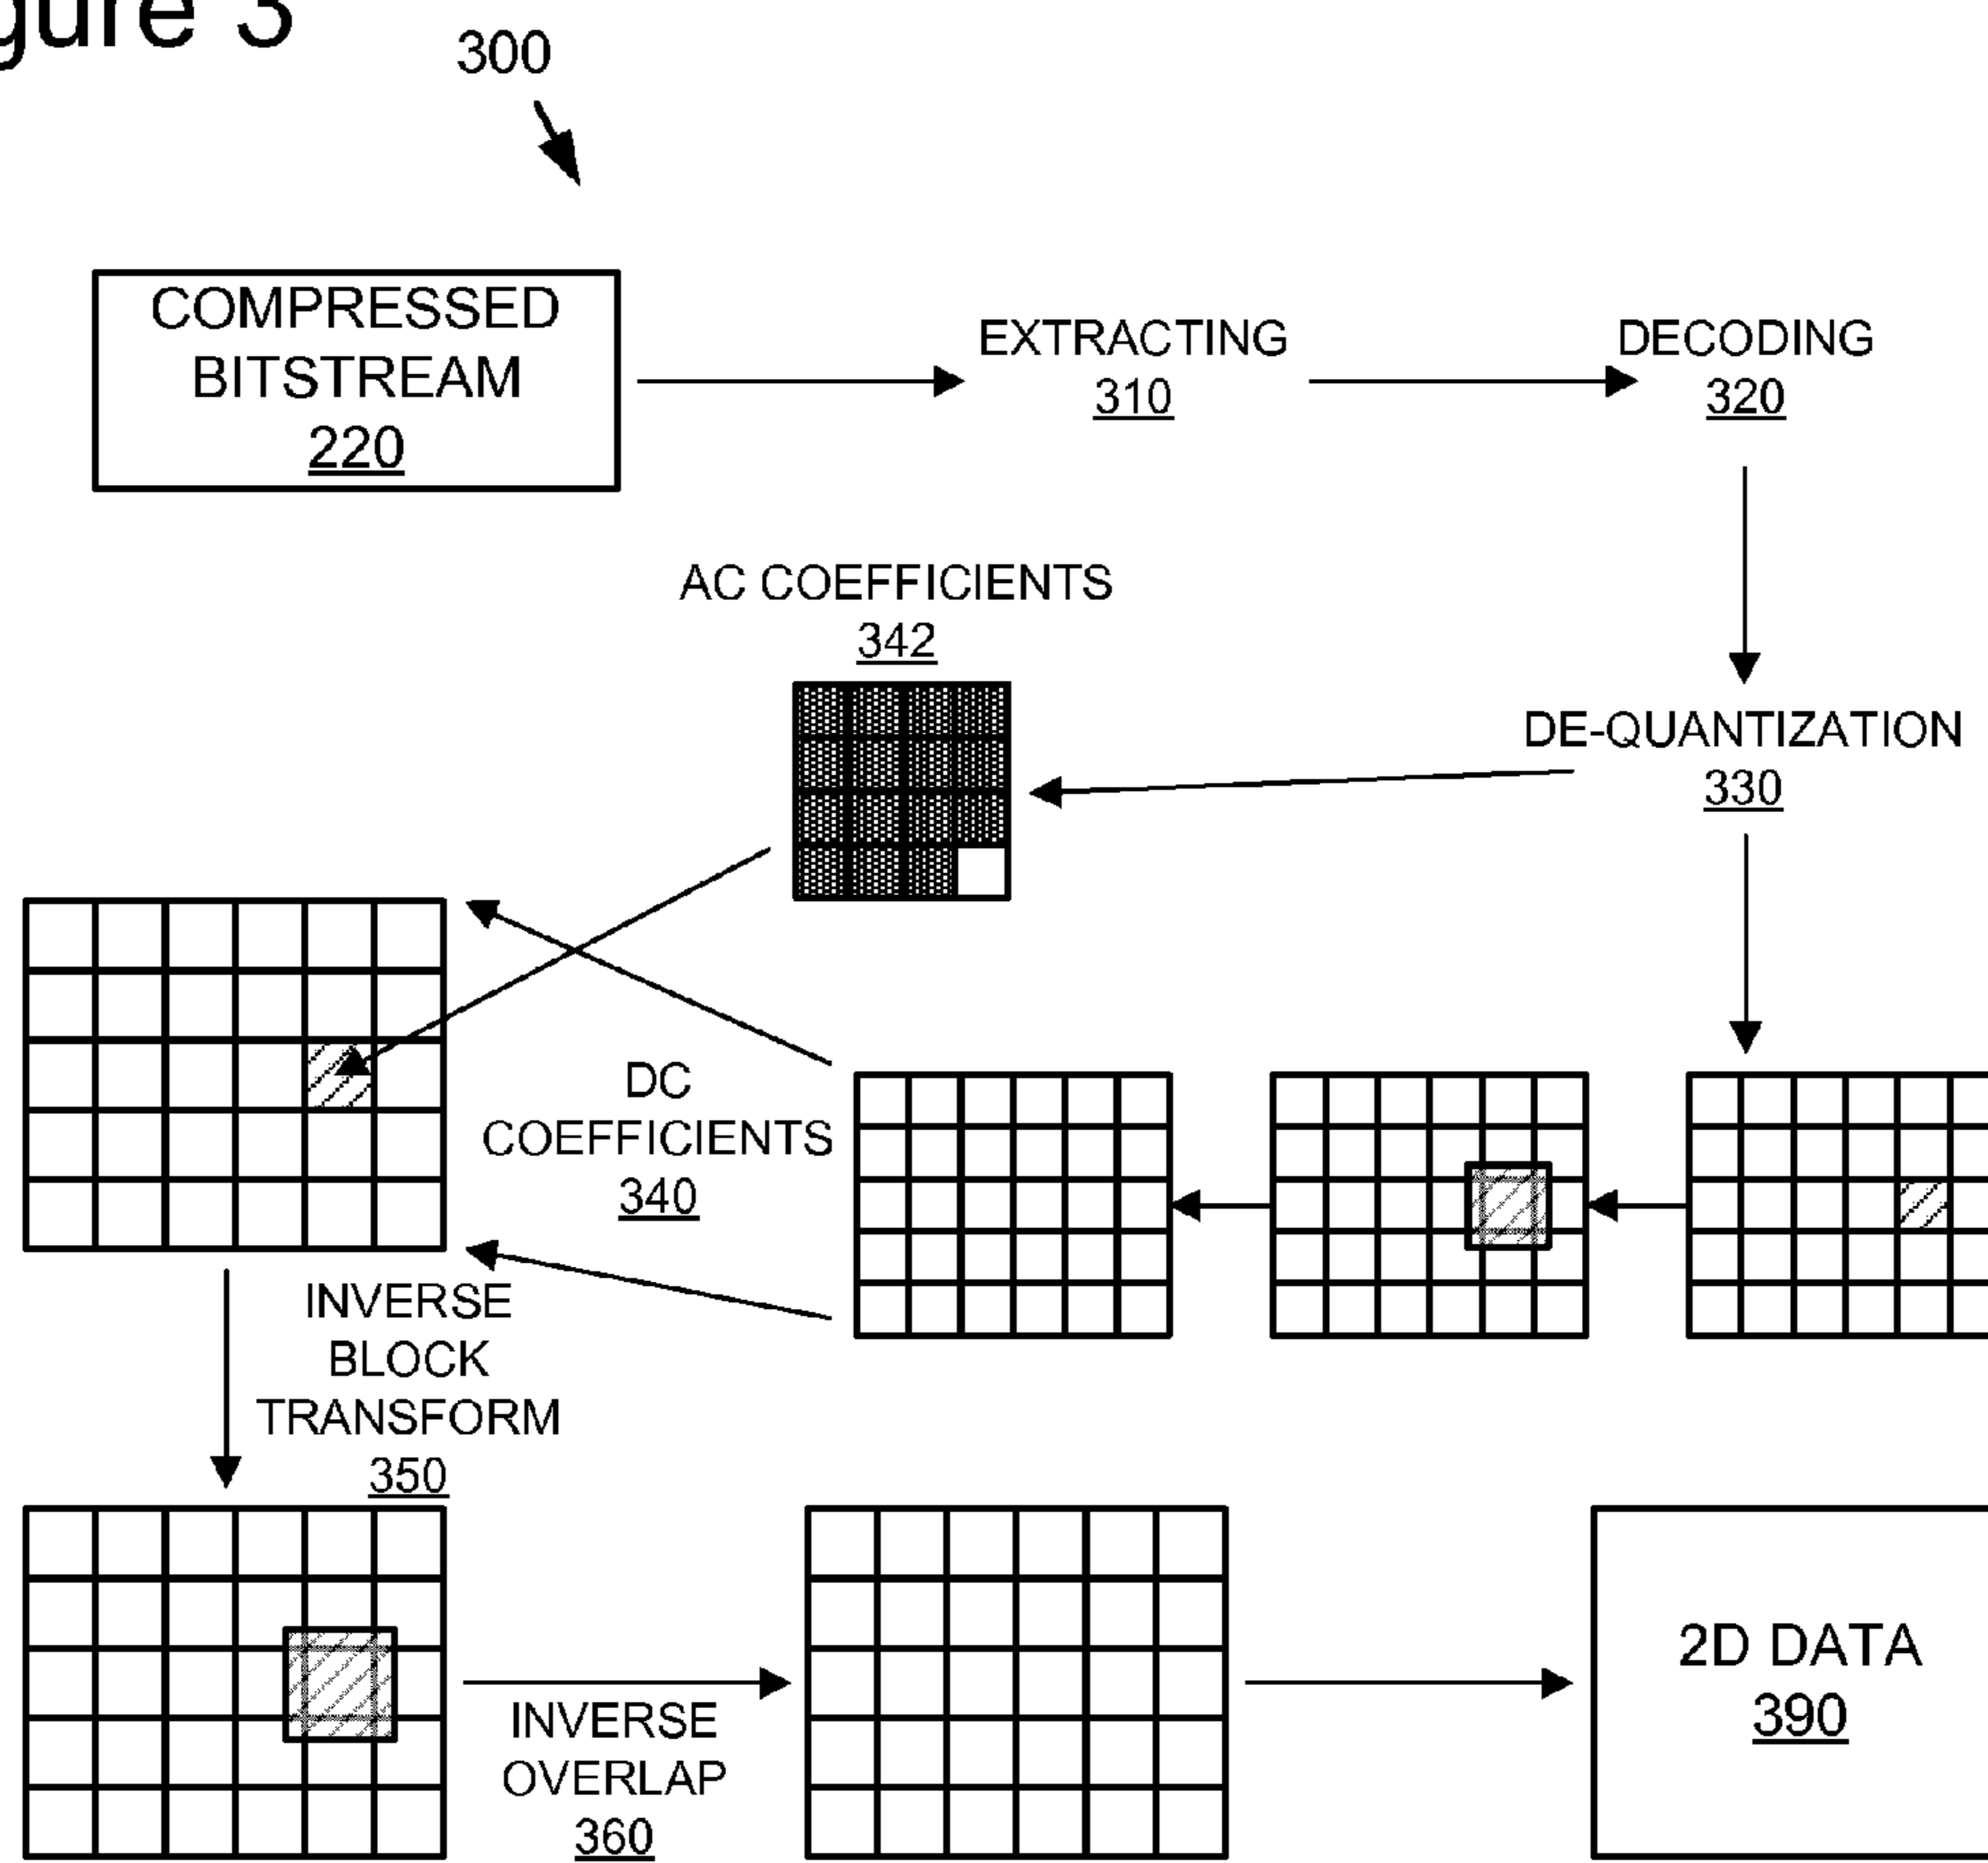 gure 3
300
COMPRESSED
BITSTREAM
220
EXTRACTING
310
DECODING
320
AC COEFFICIENTS
342
DE-QUANTIZATION
330
DC
COEFFICIENTS
340
INVERSE
BLOCK
TRANSFORM
350
INVERSE
OVERLAP
360
2D DATA
390